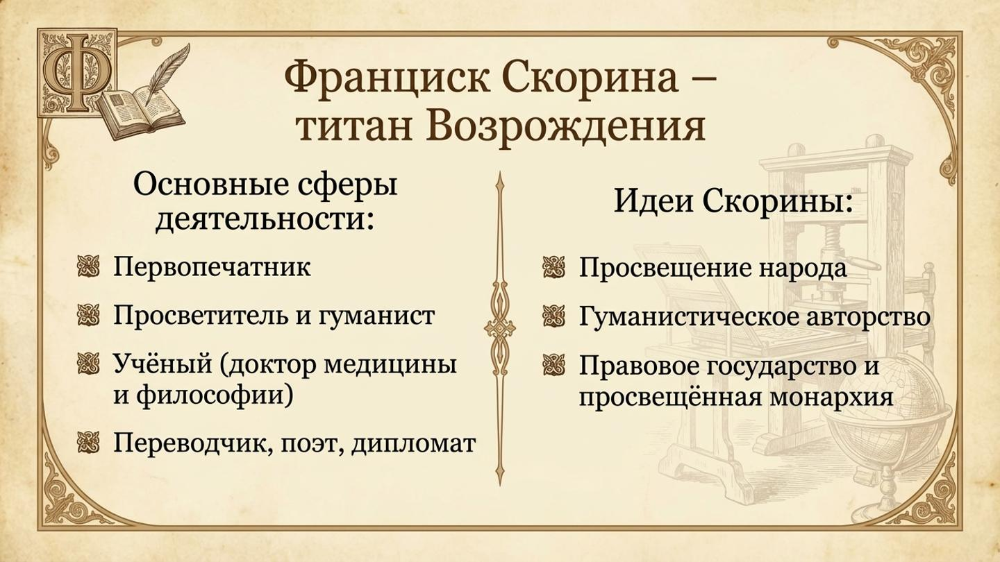 Ф
Франциск Скорина –
титан Возрождения
Основные сферы
деятельности:
Первопечатник
Просветитель и гуманист
Учёный (доктор медицины
и философии)
Переводчик, поэт, дипломат
Идеи Скорины:
Просвещение народа
Гуманистическое авторство
Правовое государство и
просвещённая монархия